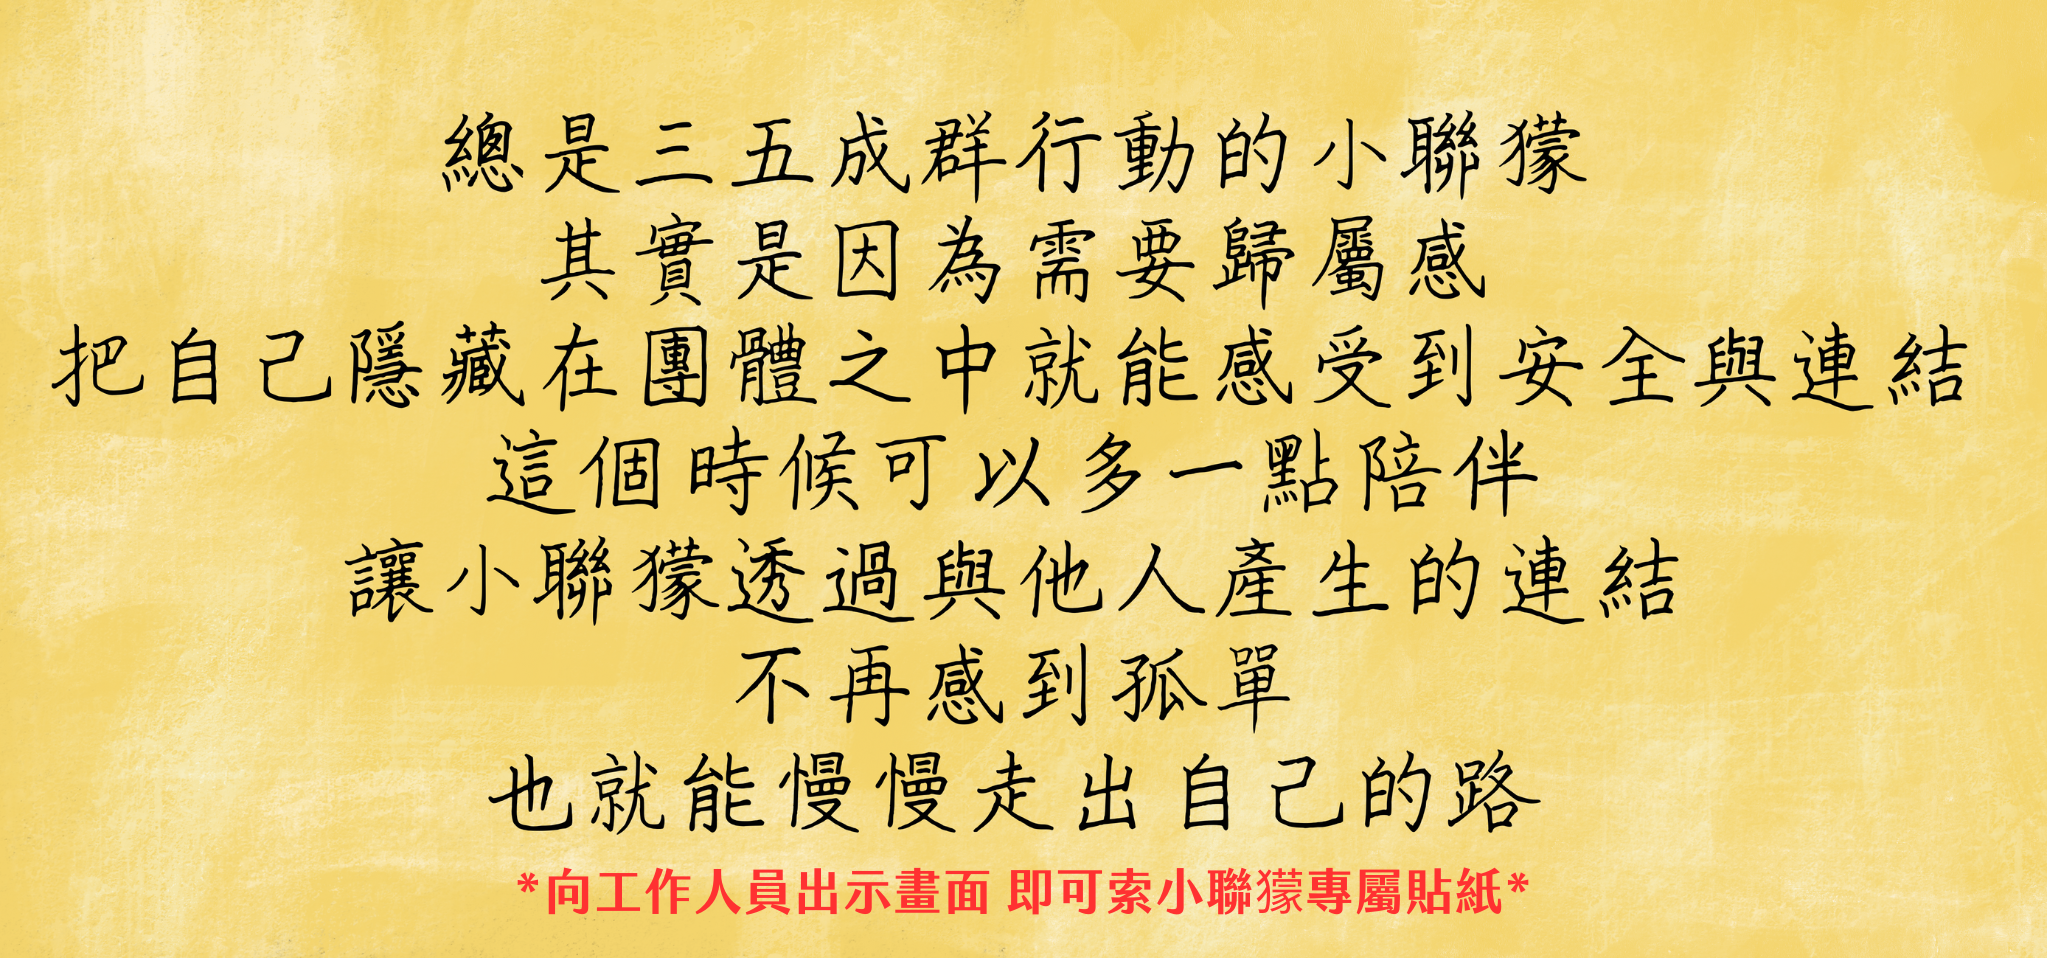 總是三五成群行動的小聯獴
其實是因為需要歸屬感
把自己隱藏在團體之中就能感受到安全與連結
這個時候可以多一點陪伴
讓小聯獴透過與他人產生的連結
不再感到孤單
也就能慢慢走出自己的路
*向工作人員出示畫面 即可索小聯獴專屬貼紙*